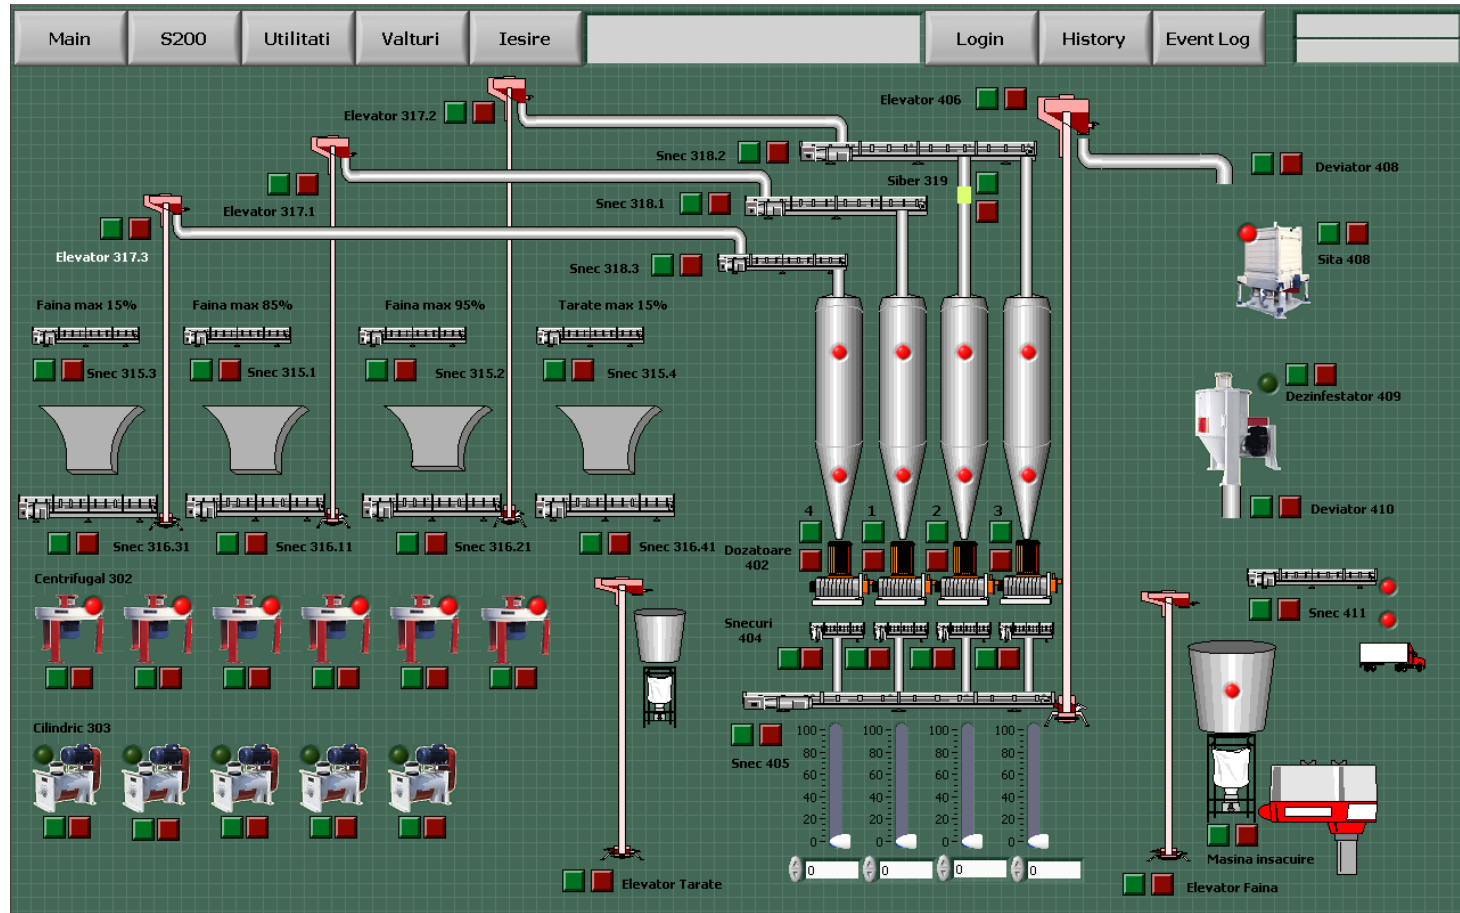 Main
S200
Utilitati
Valturi
Iesire
Login
History
Event Log
Elevator 317.2
Elevator 406
Snec 318.2
Deviator 408
Siber 319
Elevator 317.1
Snec 318.1
Elevator 317.3
Snec 318.3
Sita 408
Faina max 15%
Faina max 85%
Faina max 95%
Tarate max 15%
Snec 315.3
Snec 315.1
Snec 315.2
Snec 315.4
Dezinfestator 409
4
1
2
3
Deviator 410
Snec 316.31
Snec 316.11
Snec 316.21
Snec 316.41
Dozatoare
402
Centrifugal 302
Snec 411
Snecuri
404
Cilindric 303
Snec 405
100
80
60
40
20
0
100
80
60
40
20
0
100
80
60
40
20
0
100
80
60
40
20
0
0
0
0
0
Masina insacuire
Elevator Tarate
Elevator Faina